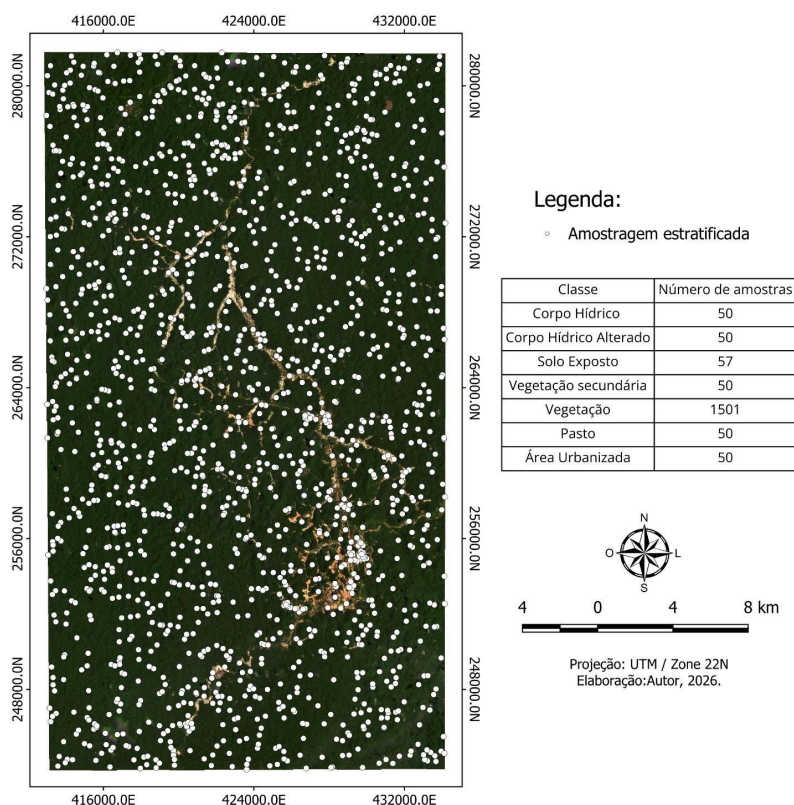 416000.0E 424000.0E 432000.0E
280000.0N 280000.0N
272000.0N 272000.0N
264000.0N 264000.0N
256000.0N 256000.0N
248000.0N 248000.0N
416000.0E 424000.0E 432000.0E
Legenda:
Amostragem estratificada
Classe Número de amostras
Corpo Hídrico 50
Corpo Hídrico Alterado 50
Solo Exposto 57
Vegetação secundária 50
Vegetação 1501
Pasto 50
Área Urbanizada 50
N
O L
S
4 0 4 8 km
Projeção: UTM / Zone 22N
Elaboração:Autor, 2026.